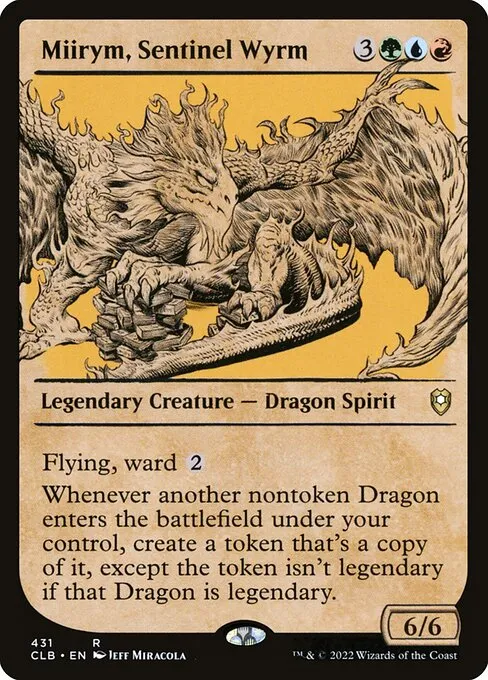 Miirym, Sentinel Wyrm 3
Legendary Creature — Dragon Spirit
Flying, ward 2
Whenever another nontoken Dragon
enters the battlefield under your
control, create a token that's a copy
of it, except the token isn't legendary
if that Dragon is legendary.
6/6
431 R
CLB • EN Jeff Miracola
™ & © 2022 Wizards of the Coast